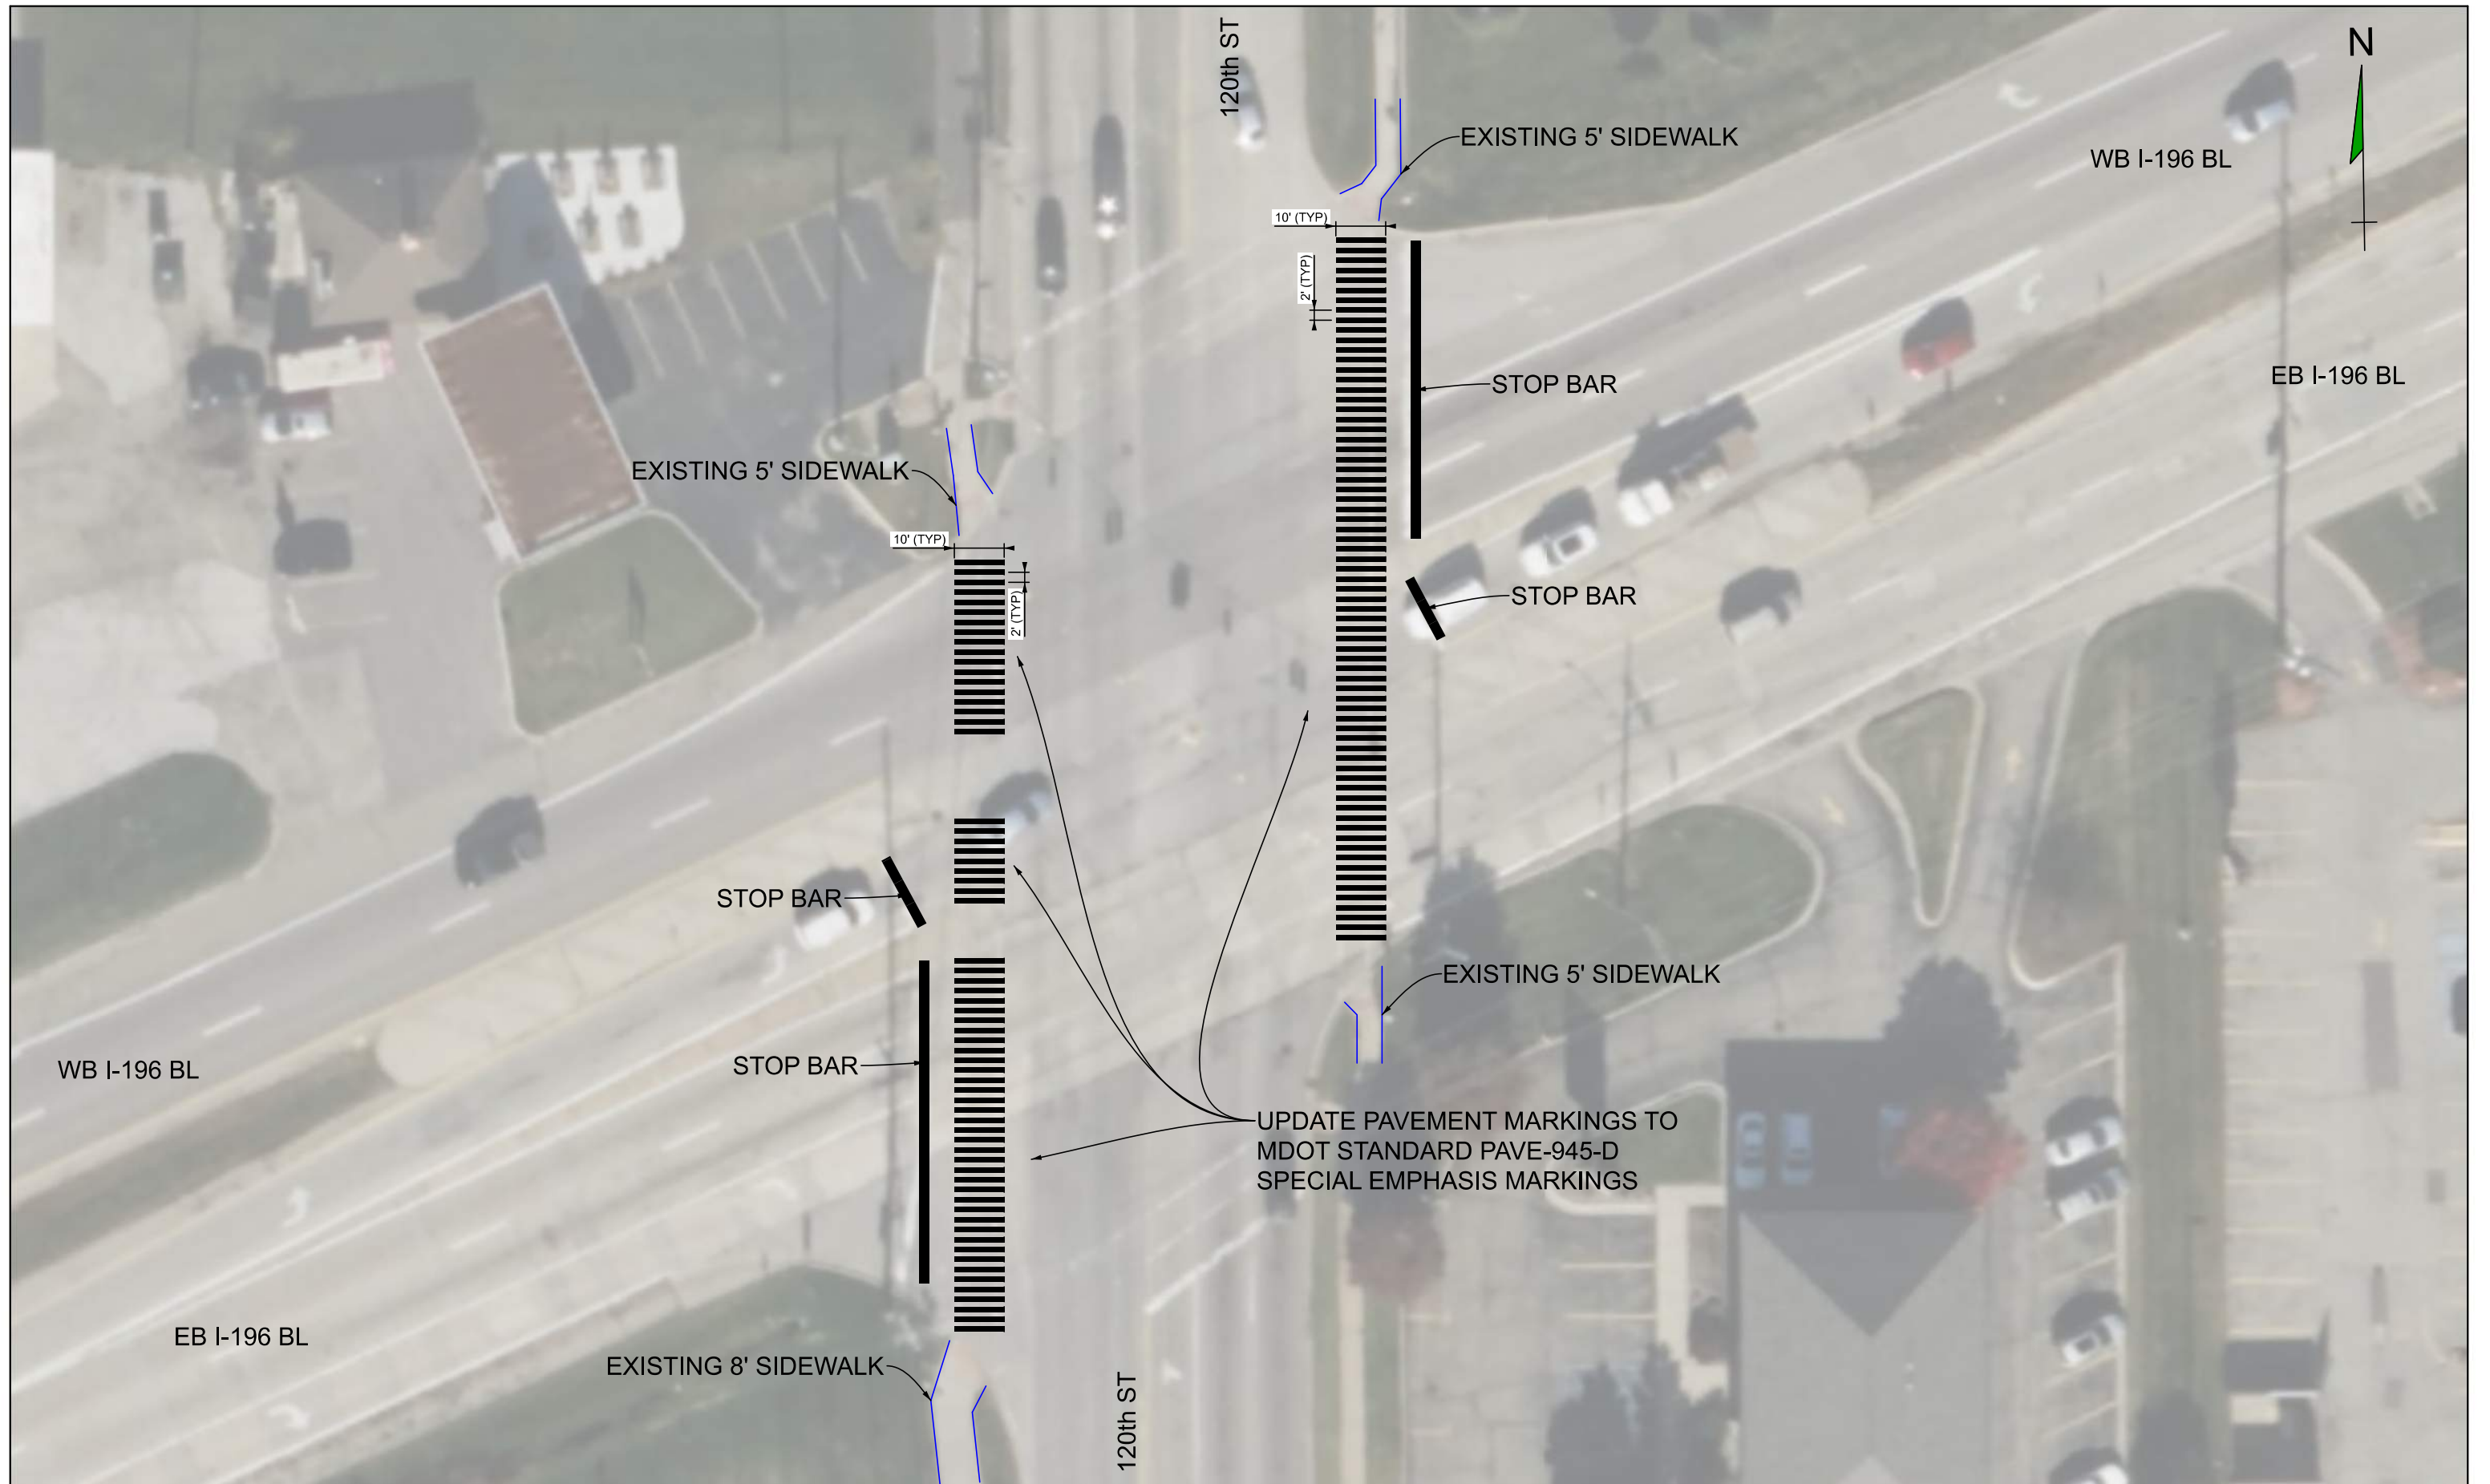 120th ST
N
EXISTING 5' SIDEWALK
WB I-196 BL
10' (TYP)
2' (TYP)
EB I-196 BL
STOP BAR
EXISTING 5' SIDEWALK
10' (TYP)
2' (TYP)
STOP BAR
STOP BAR
EXISTING 5' SIDEWALK
STOP BAR
WB I-196 BL
UPDATE PAVEMENT MARKINGS TO
MDOT STANDARD PAVE-945-D
SPECIAL EMPHASIS MARKINGS
EB I-196 BL
EXISTING 8' SIDEWALK
120th ST